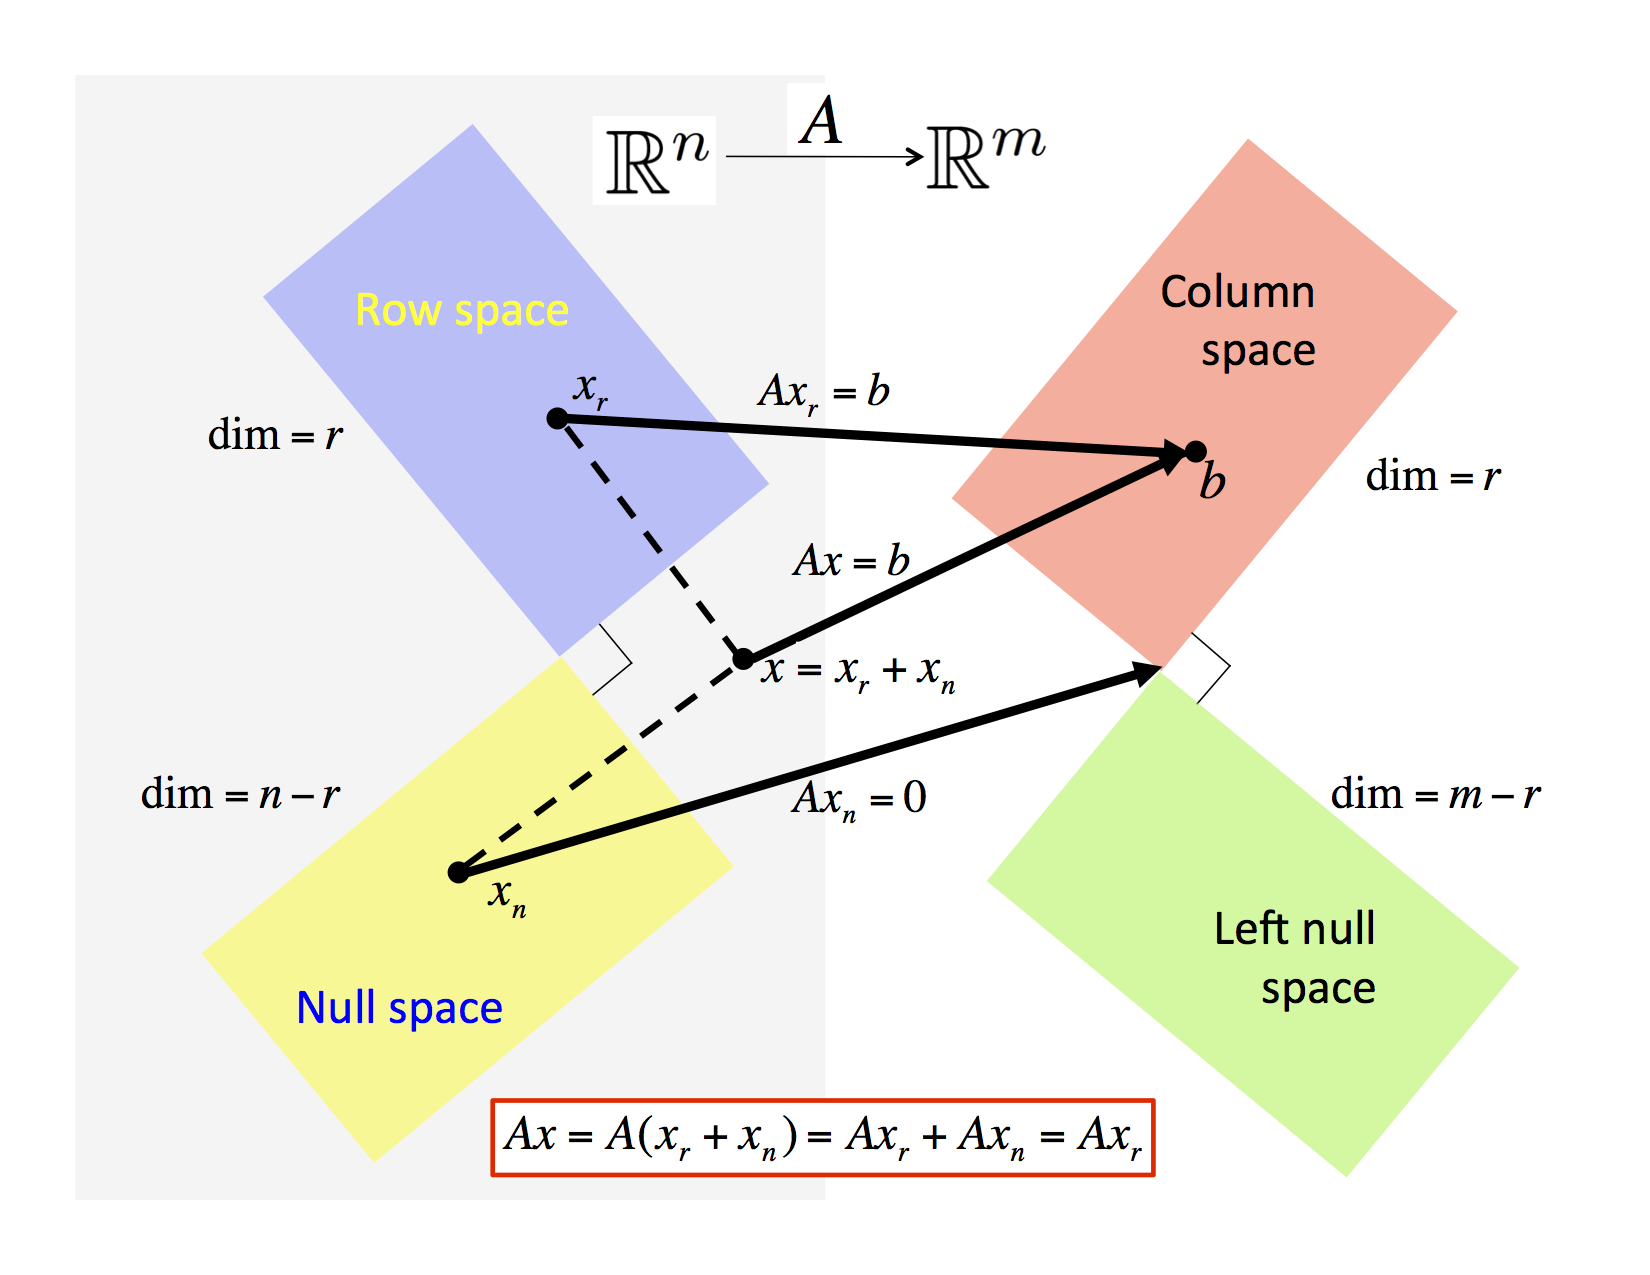 A
ℝⁿ → ℝᵐ
Row space
Column
space
xᵣ
Axᵣ = b
dim = r
b
dim = r
Ax = b
x = xᵣ + xₙ
dim = n − r
Axₙ = 0
dim = m − r
xₙ
Left null
space
Null space
Ax = A(xᵣ + xₙ) = Axᵣ + Axₙ = Axᵣ